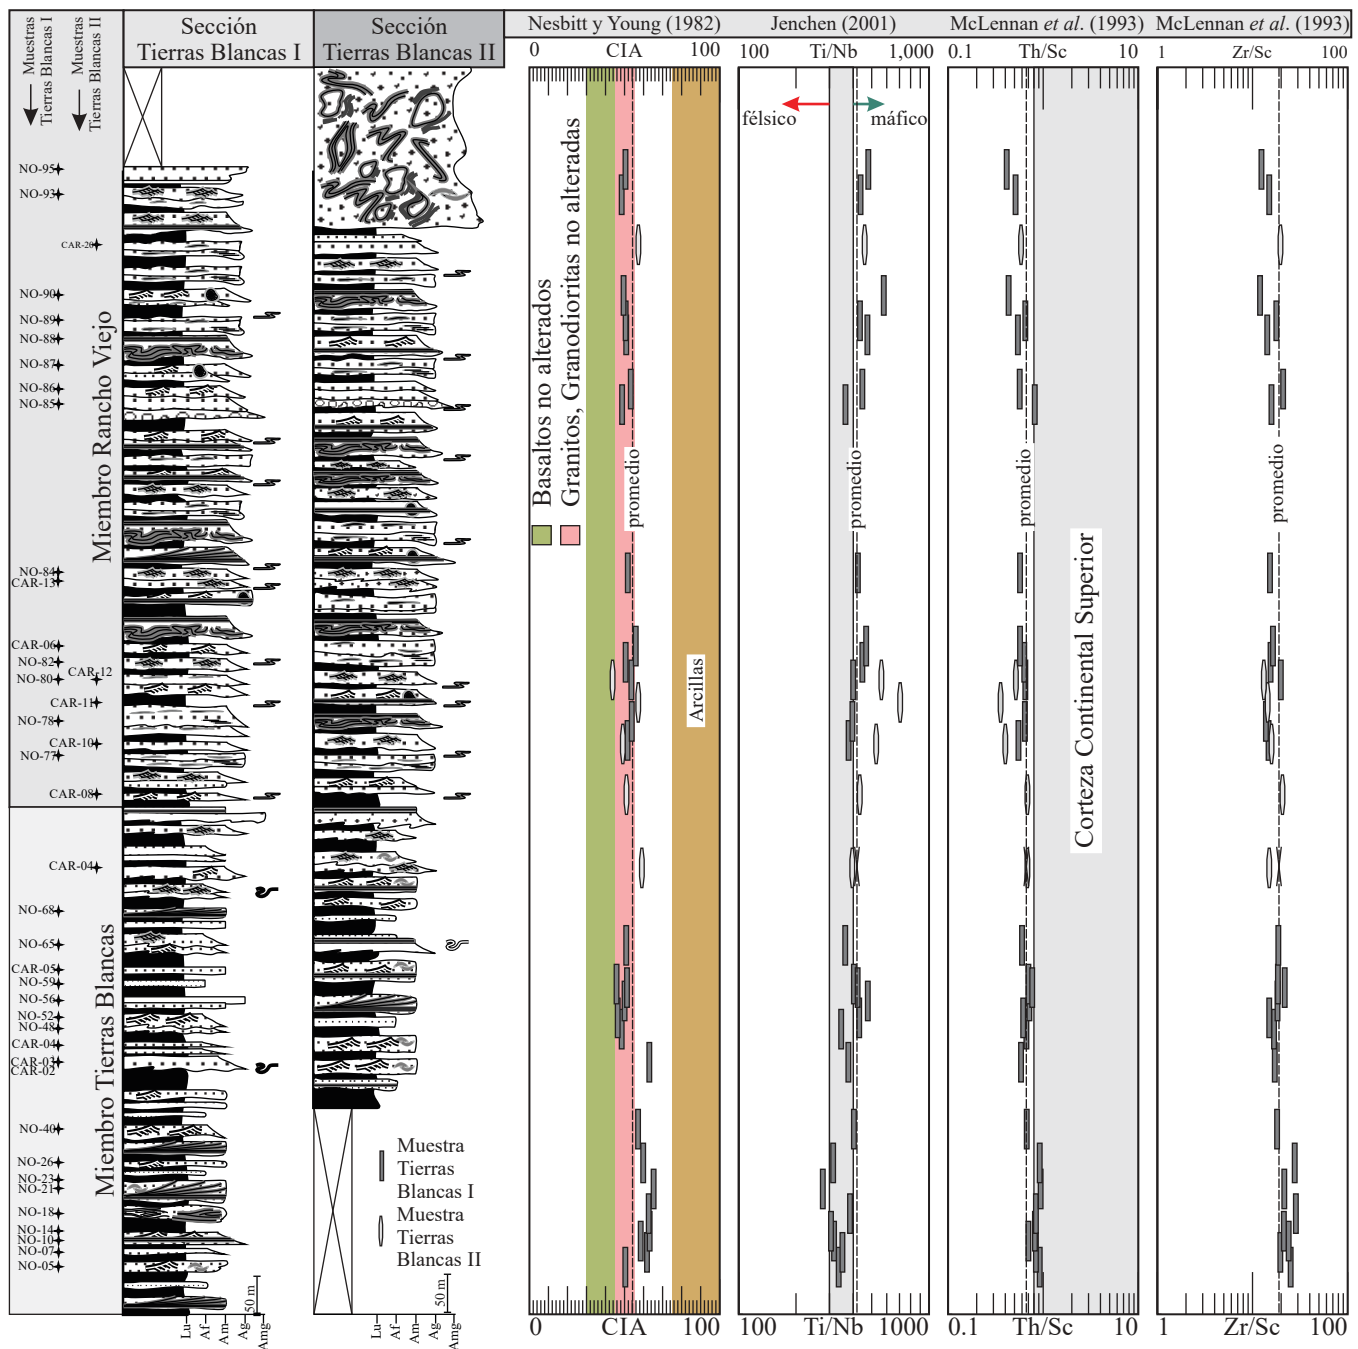 Muestras
Tierras Blancas I
Muestras
Tierras Blancas II
Sección
Tierras Blancas I
Sección
Tierras Blancas II
Nesbitt y Young (1982)
Jenchen (2001)
McLennan et al. (1993)
McLennan et al. (1993)
0 CIA 100
100 Ti/Nb 1,000
0.1 Th/Sc 10
1 Zr/Sc 100
félsico
máfico
NO-95
NO-93
CAR-20
NO-90
NO-89
NO-88
NO-87
NO-86
NO-85
NO-84
CAR-13
CAR-06
NO-82
CAR-12
NO-80
CAR-11
NO-78
CAR-10
NO-77
CAR-08
CAR-04
NO-68
NO-65
CAR-05
NO-59
NO-56
NO-52
NO-48
CAR-04
CAR-03
CAR-02
NO-40
NO-26
NO-23
NO-21
NO-18
NO-14
NO-10
NO-07
NO-05
Miembro Rancho Viejo
Miembro Tierras Blancas
Basaltos no alterados
Granitos, Granodioritas no alteradas
promedio
Arcillas
promedio
promedio
Corteza Continental Superior
promedio
Muestra
Tierras
Blancas I
Muestra
Tierras
Blancas II
50 m
50 m
Lu
Af
Am
Ag
Amg
Lu
Af
Am
Ag
Amg
0 CIA 100
100 Ti/Nb 1000
0.1 Th/Sc 10
1 Zr/Sc 100